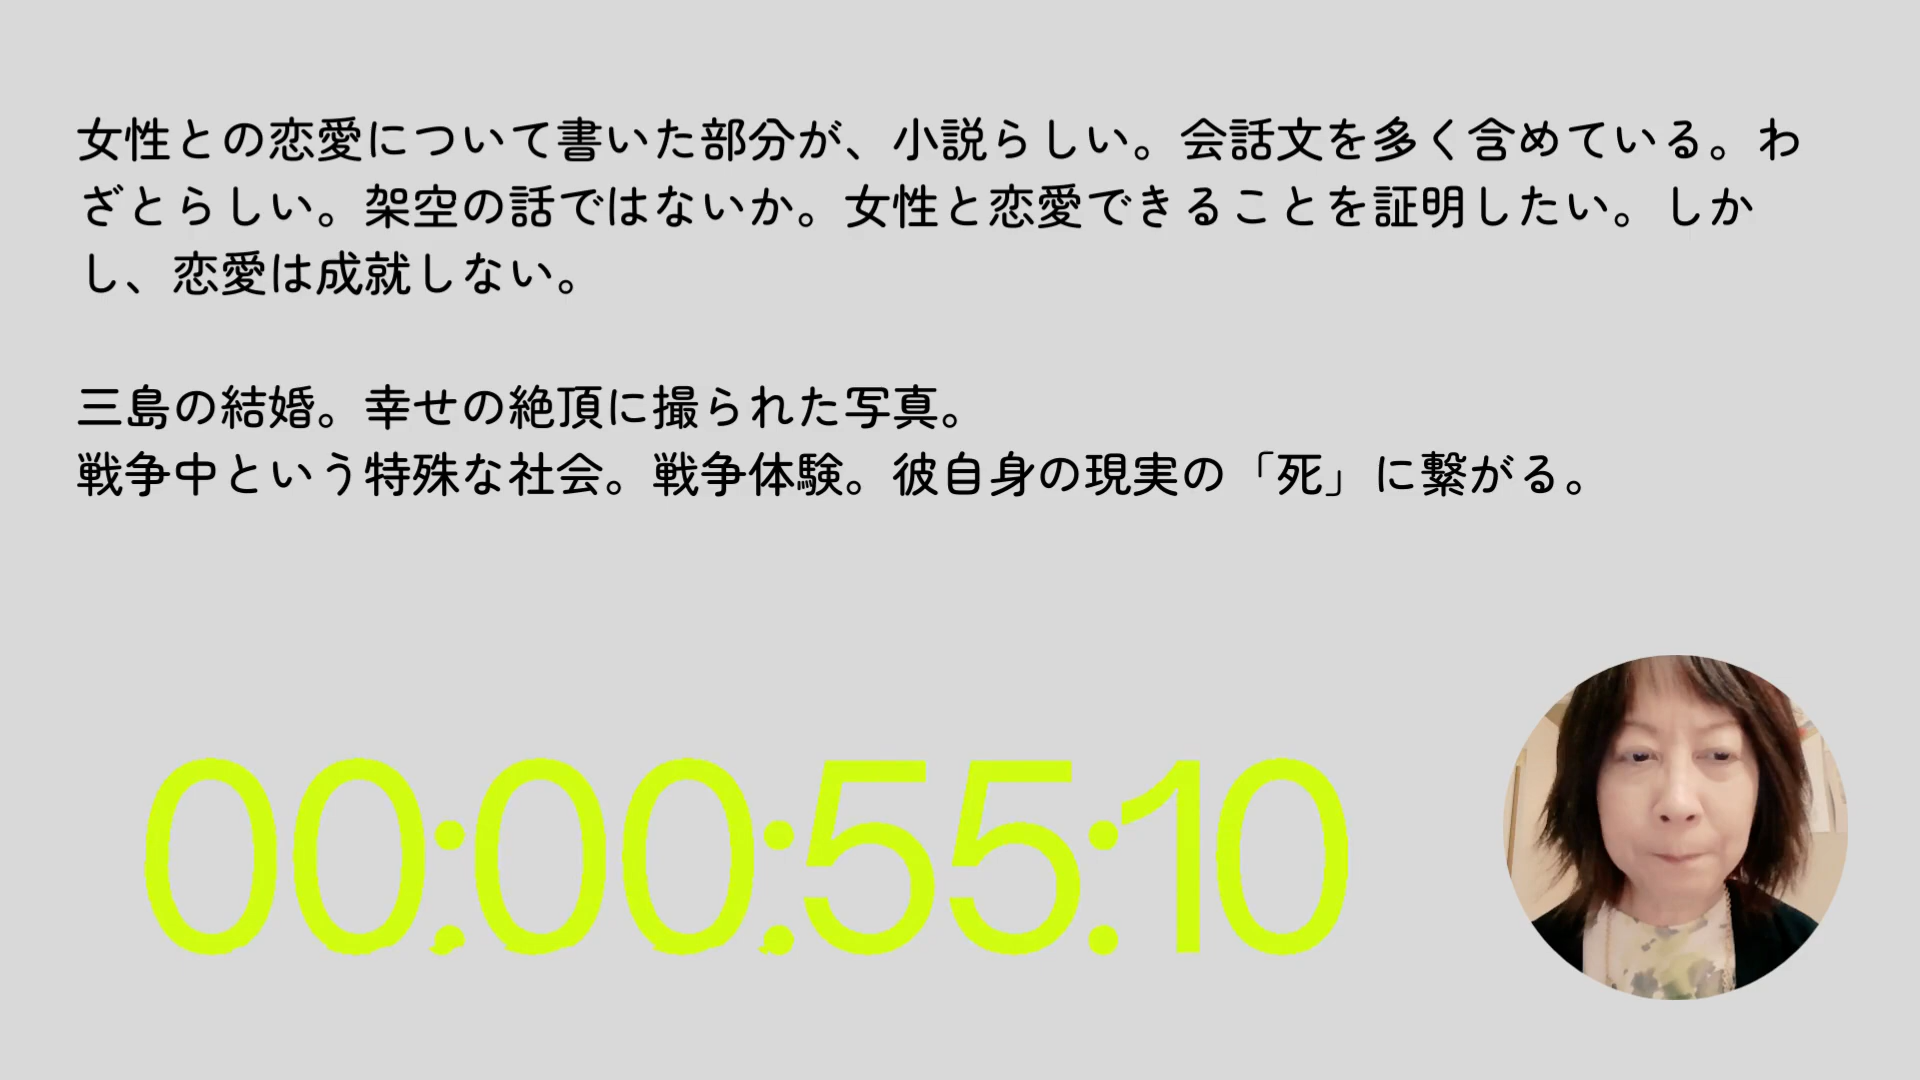 女性との恋愛について書いた部分が、小説らしい。会話文を多く含めている。わ
ざとらしい。架空の話ではないか。女性と恋愛できることを証明したい。しか
し、恋愛は成就しない。
三島の結婚。幸せの絶頂に撮られた写真。
戦争中という特殊な社会。戦争体験。彼自身の現実の「死」に繋がる。
00:00:55:10